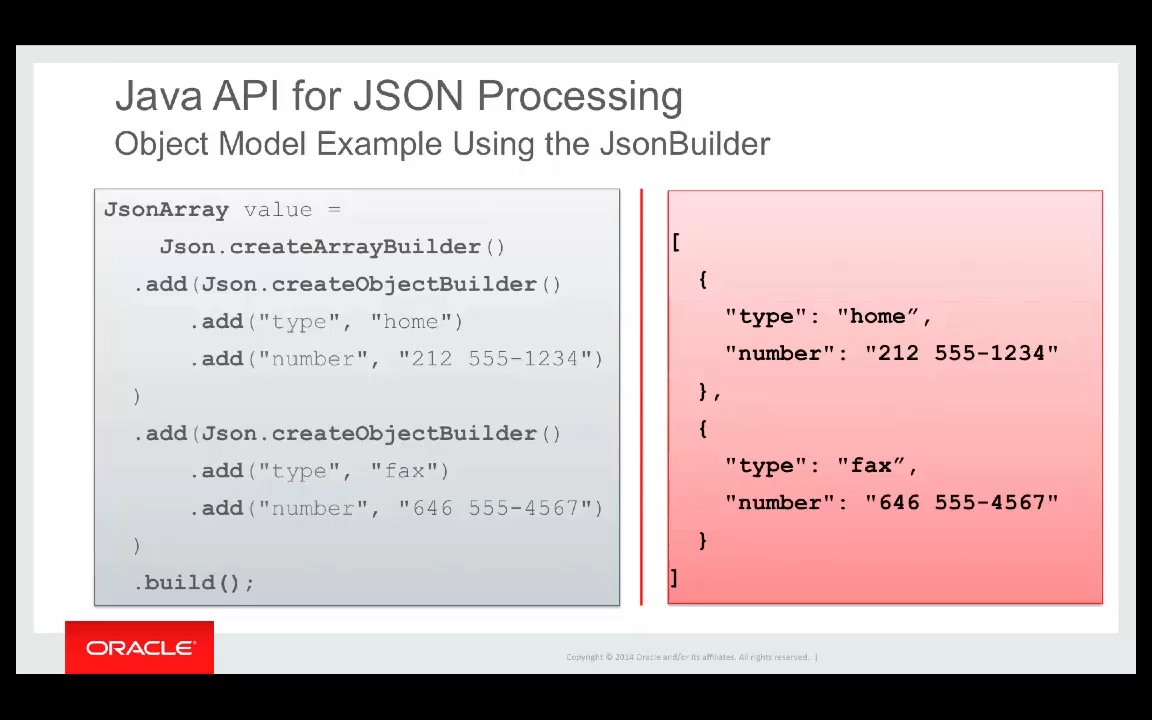 Java API for JSON Processing
Object Model Example Using the JsonBuilder
JsonArray value =
Json.createArrayBuilder()
.add(Json.createObjectBuilder()
.add("type", "home")
.add("number", "212 555-1234")
)
.add(Json.createObjectBuilder()
.add("type", "fax")
.add("number", "646 555-4567")
)
.build();
[
{
"type": "home”,
"number": "212 555-1234"
},
{
"type": "fax”,
"number": "646 555-4567"
}
]
ORACLE®
Copyright © 2014 Oracle and/or its affiliates. All rights reserved. |